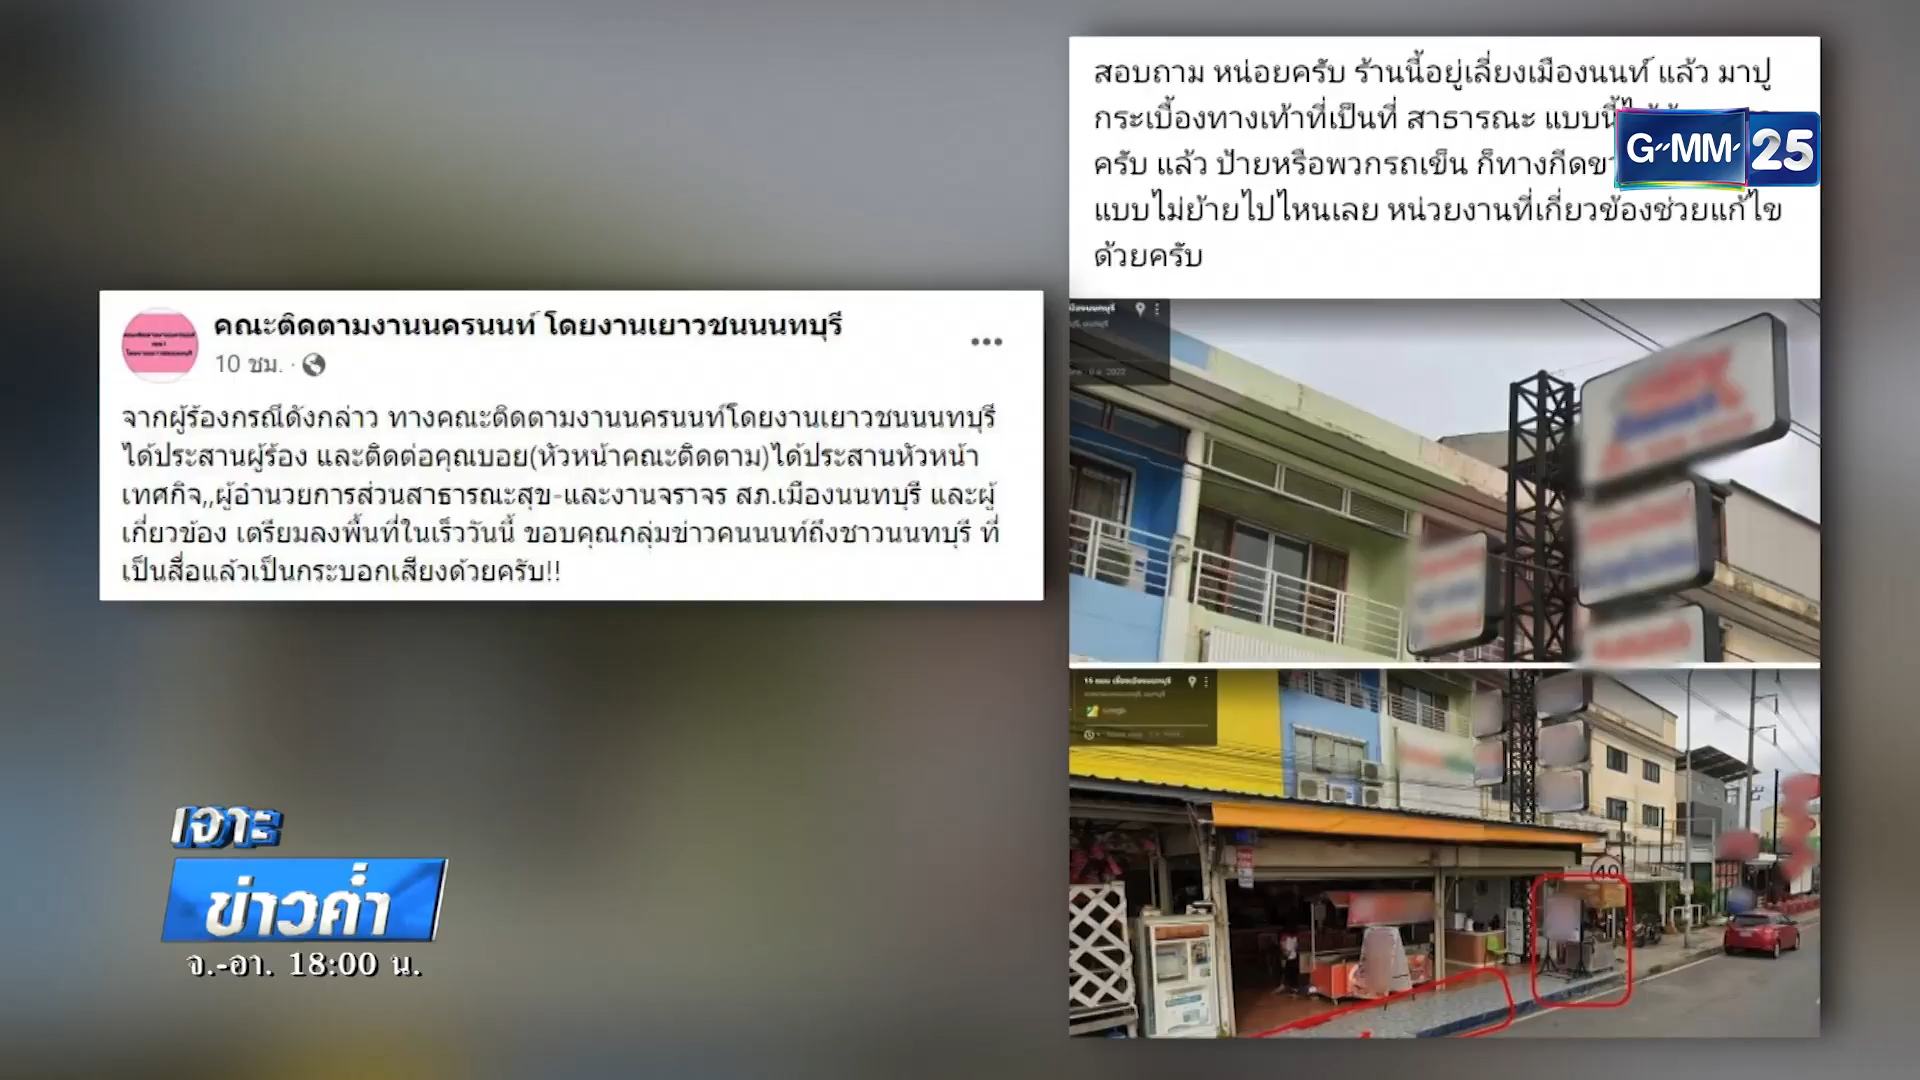 คณะติดตามงานนครนนท์ โดยงานเยาวชนนนทบุรี
10 ชม.
จากผู้ร้องกรณีดังกล่าว ทางคณะติดตามงานนครนนท์โดยงานเยาวชนนนทบุรี
ได้ประสานผู้ร้อง และติดต่อคุณบอย(หัวหน้าคณะติดตาม)ได้ประสานหัวหน้า
เทศกิจ,,ผู้อำนวยการส่วนสาธารณะสุข-และงานจราจร สภ.เมืองนนทบุรี และผู้
เกี่ยวข้อง เตรียมลงพื้นที่ในเร็ววันนี้ ขอบคุณกลุ่มข่าวคนนนท์ถึงชาวนนทบุรี ที่
เป็นสื่อแล้วเป็นกระบอกเสียงด้วยครับ!!
สอบถาม หน่อยครับ ร้านนี้อยู่เลี่ยงเมืองนนท์ แล้ว มาปู
กระเบื้องทางเท้าที่เป็นที่ สาธารณะ แบบนี้
ครับ แล้ว ป้ายหรือพวกรถเข็น ก็ทางกีดข
แบบไม่ย้ายไปไหนเลย หน่วยงานที่เกี่ยวข้องช่วยแก้ไข
ด้วยครับ
GMM 25
40
เจาะ
ข่าวค่ำ
จ.-อา. 18:00 น.